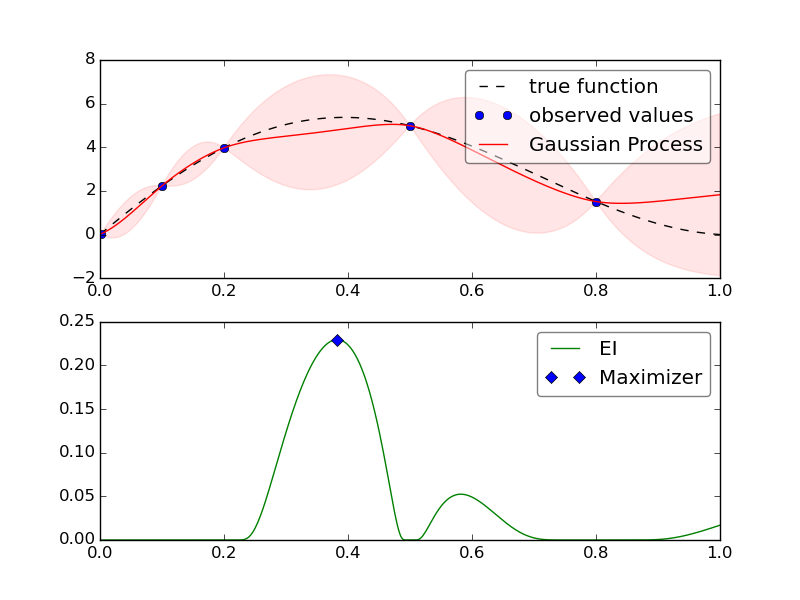 8
6
4
2
0
−2
true function
observed values
Gaussian Process
0.0 0.2 0.4 0.6 0.8 1.0
0.25
0.20
0.15
0.10
0.05
0.00
EI
Maximizer
0.0 0.2 0.4 0.6 0.8 1.0